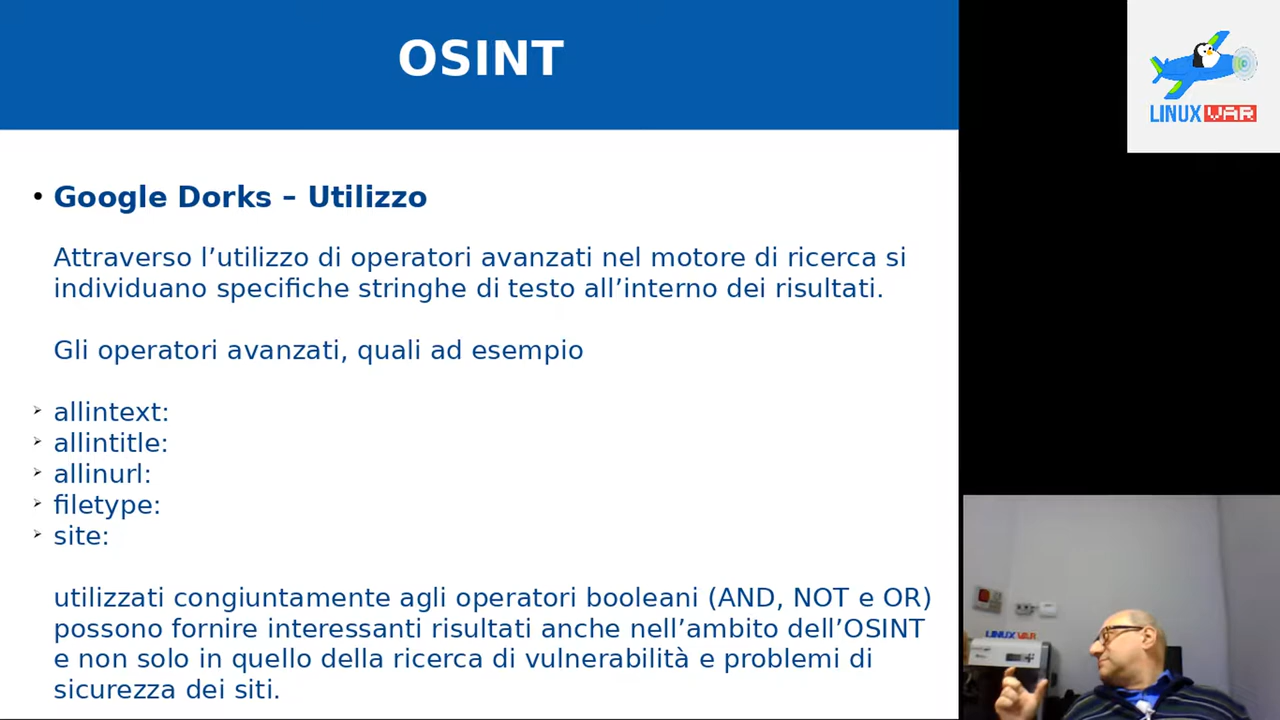 OSINT
LINUX VAR
• Google Dorks – Utilizzo
Attraverso l’utilizzo di operatori avanzati nel motore di ricerca si
individuano specifiche stringhe di testo all’interno dei risultati.
Gli operatori avanzati, quali ad esempio
➢ allintext:
➢ allintitle:
➢ allinurl:
➢ filetype:
➢ site:
utilizzati congiuntamente agli operatori booleani (AND, NOT e OR)
possono fornire interessanti risultati anche nell’ambito dell’OSINT
e non solo in quello della ricerca di vulnerabilità e problemi di
sicurezza dei siti.
LINUX VAR